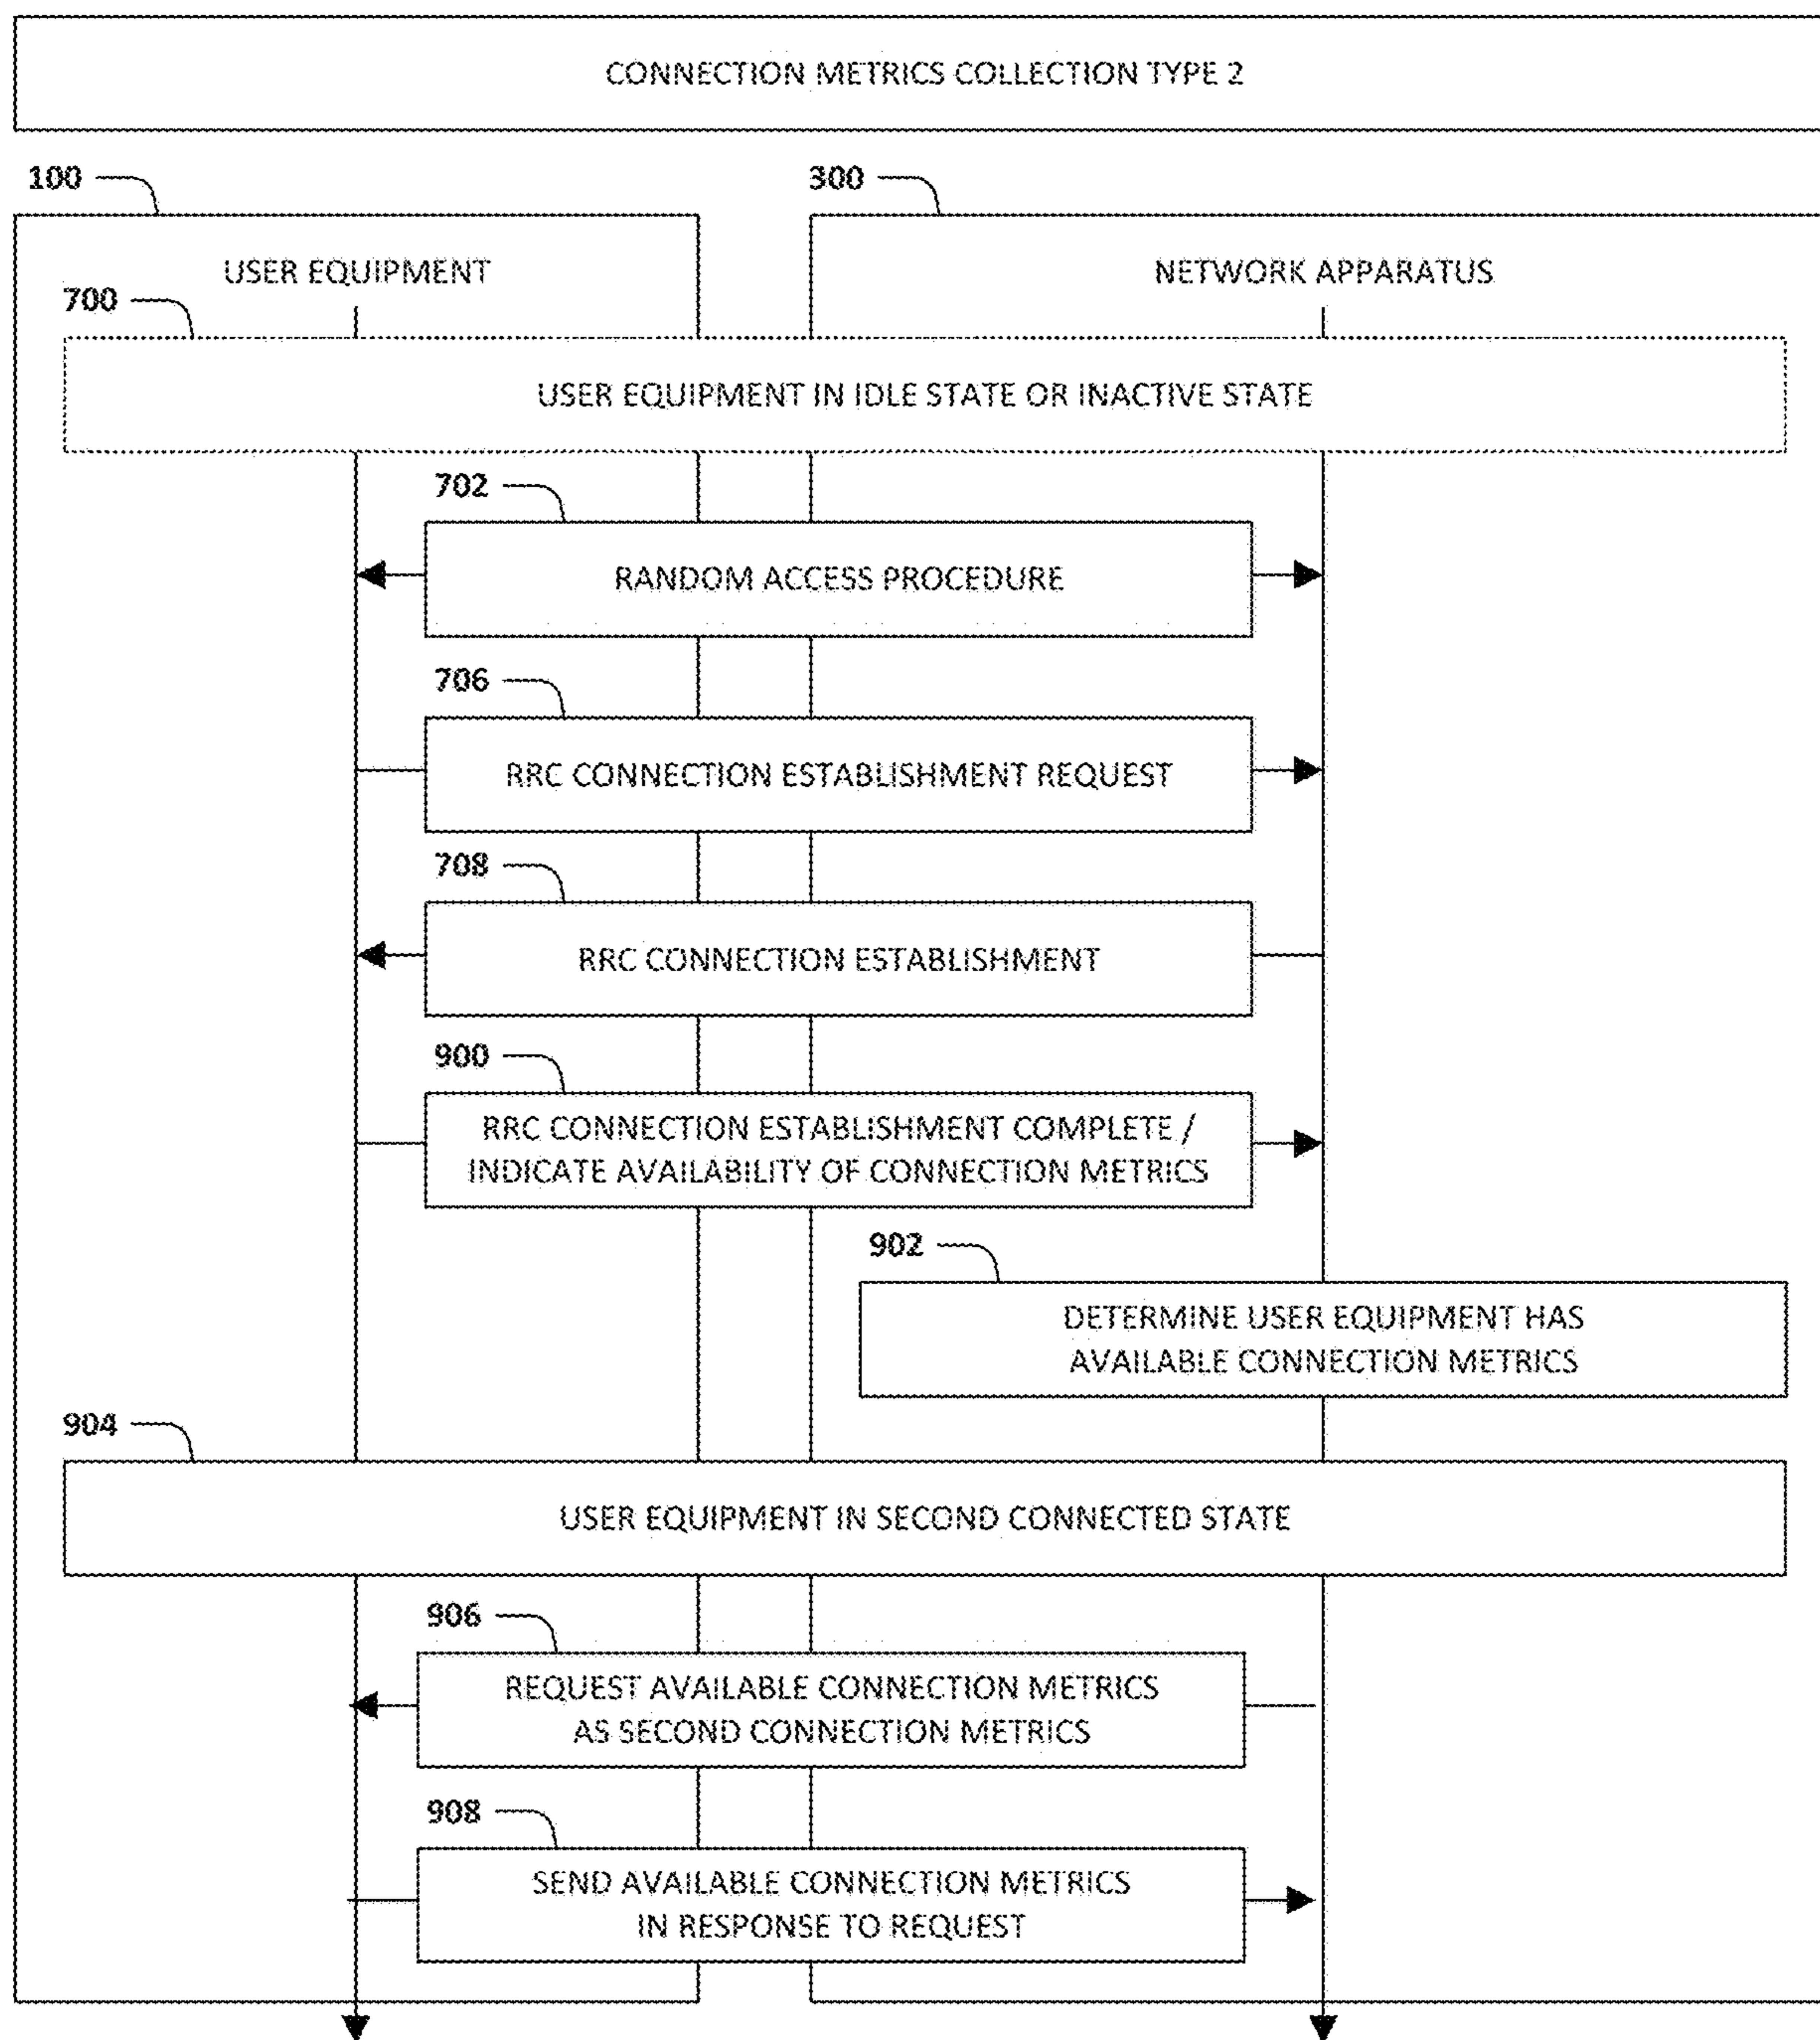 CONNECTION METRICS COLLECTION TYPE 2
100
300
USER EQUIPMENT
NETWORK APPARATUS
700
USER EQUIPMENT IN IDLE STATE OR INACTIVE STATE
702
RANDOM ACCESS PROCEDURE
706
RRC CONNECTION ESTABLISHMENT REQUEST
708
RRC CONNECTION ESTABLISHMENT
900
RRC CONNECTION ESTABLISHMENT COMPLETE /
INDICATE AVAILABILITY OF CONNECTION METRICS
902
DETERMINE USER EQUIPMENT HAS
AVAILABLE CONNECTION METRICS
904
USER EQUIPMENT IN SECOND CONNECTED STATE
906
REQUEST AVAILABLE CONNECTION METRICS
AS SECOND CONNECTION METRICS
908
SEND AVAILABLE CONNECTION METRICS
IN RESPONSE TO REQUEST